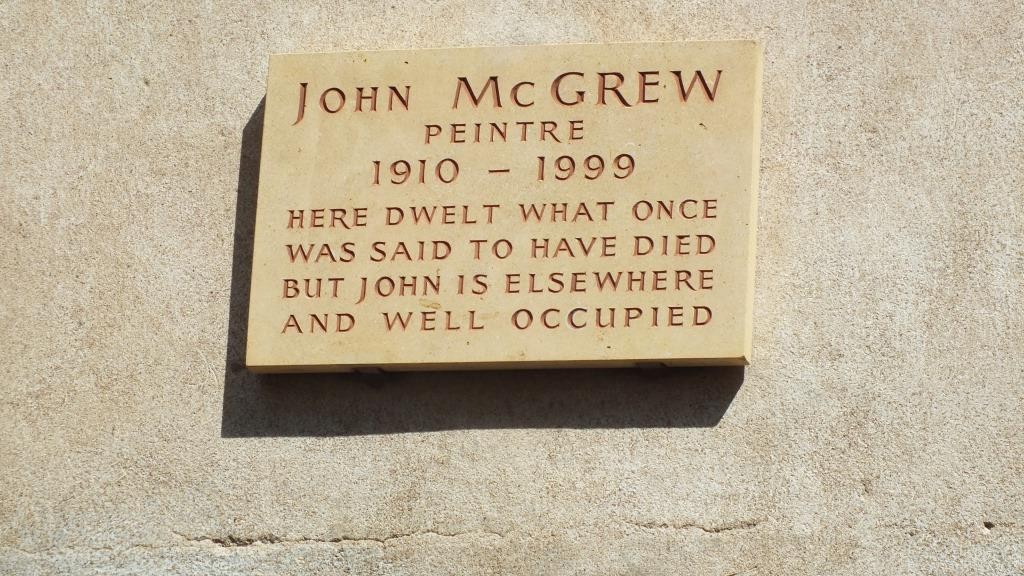 JOHN McGREW
PEINTRE
1910 – 1999
HERE DWELT WHAT ONCE
WAS SAID TO HAVE DIED
BUT JOHN IS ELSEWHERE
AND WELL OCCUPIED